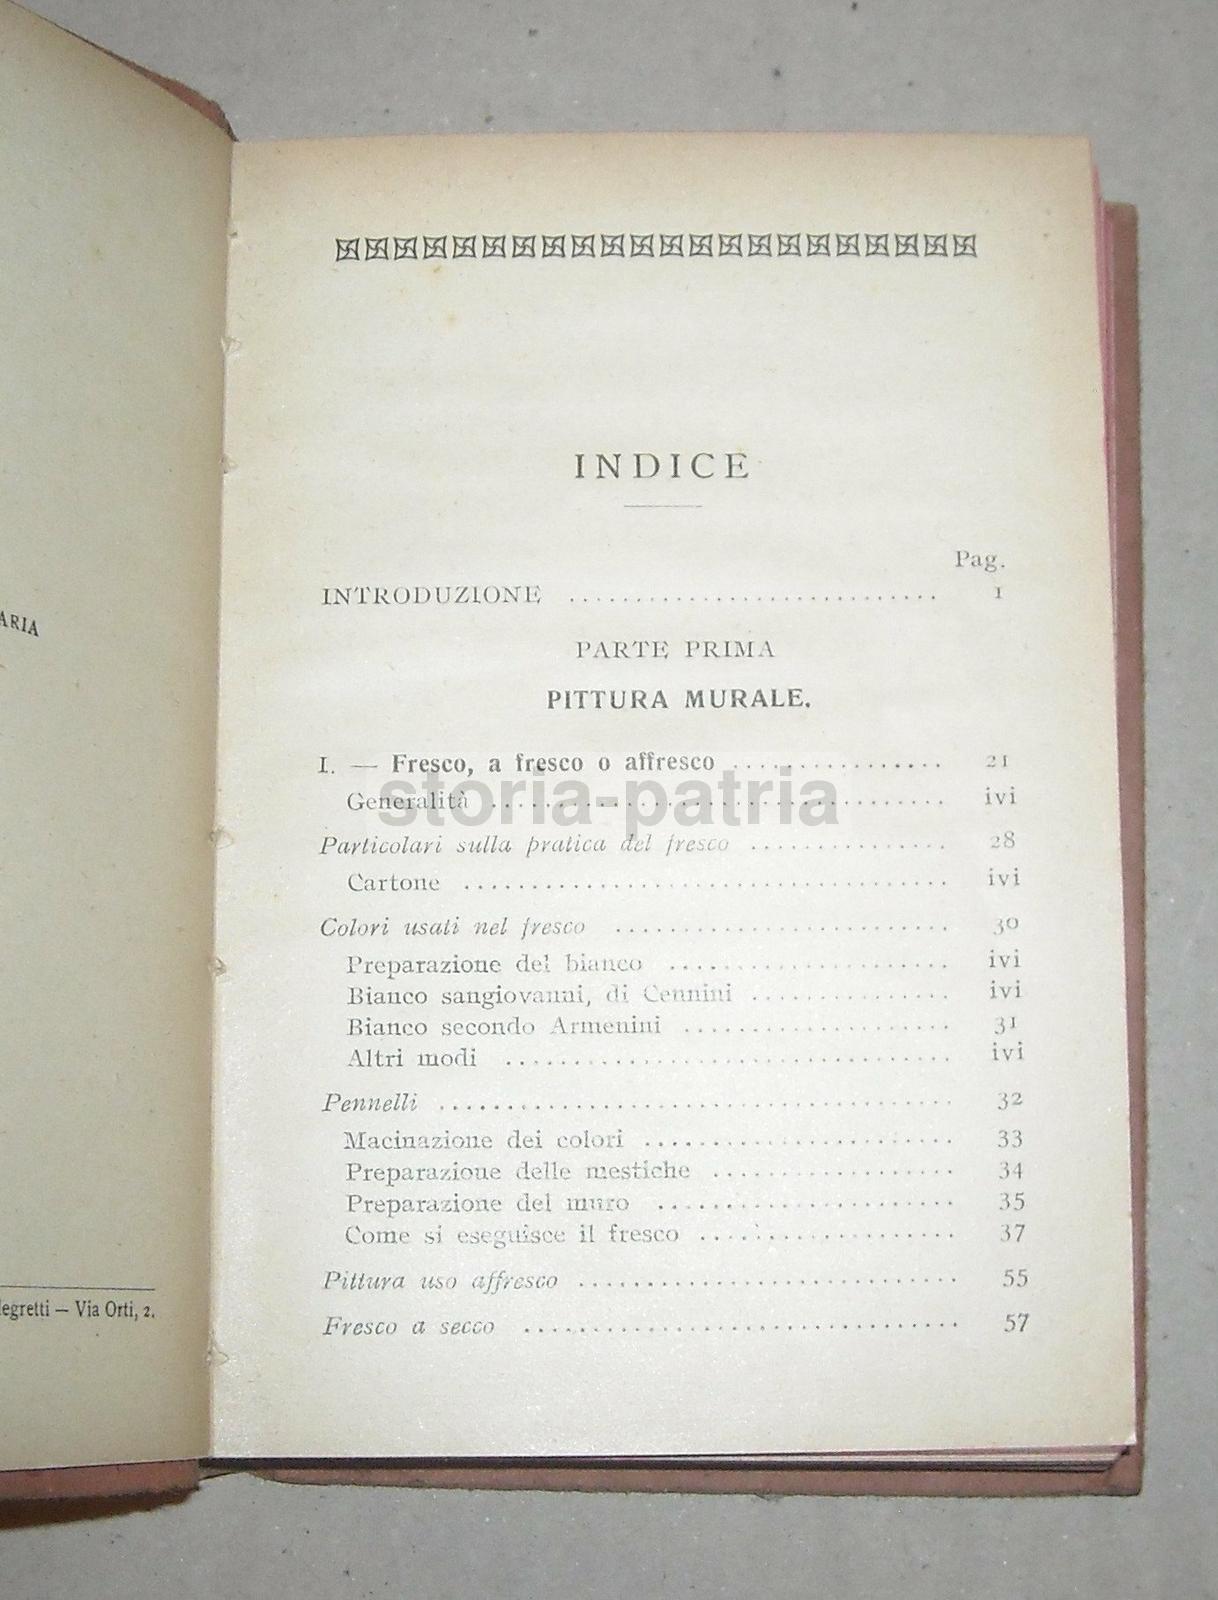 ARIA
legretti — Via Orti, 2.
INDICE
Pag.
INTRODUZIONE ............................ 1
PARTE PRIMA
PITTURA MURALE.
I. — Fresco, a fresco o affresco ................ 21
Generalità .................................. ivi
Particolari sulla pratica del fresco ............... 28
Cartone .................................... ivi
Colori usati nel fresco ......................... 30
Preparazione del bianco ..................... ivi
Bianco sangiovanni, di Cennini ............... ivi
Bianco secondo Armenini .................... 31
Altri modi ................................. ivi
Pennelli ...................................... 32
Macinazione dei colori ....................... 33
Preparazione delle mestiche .................. 34
Preparazione del muro ...................... 35
Come si eseguisce il fresco ................... 37
Pittura uso affresco ............................ 55
Fresco a secco ................................ 57
storia-patria